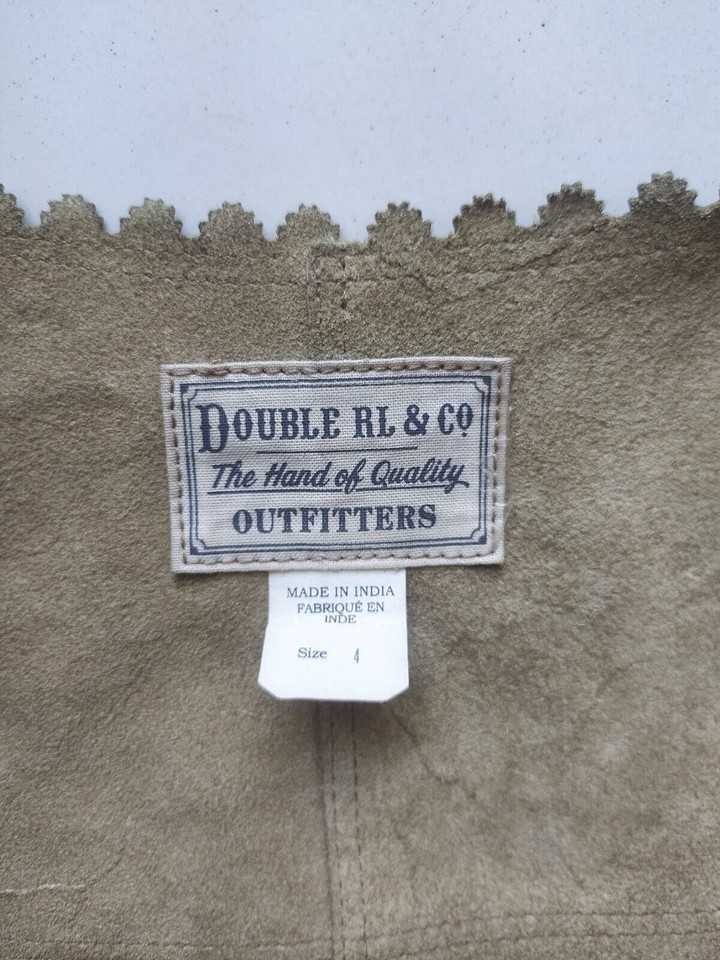 DOUBLE RL & CO
The Hand of Quality
OUTFITTERS
MADE IN INDIA
FABRIQUÉ EN
INDE
Size 4